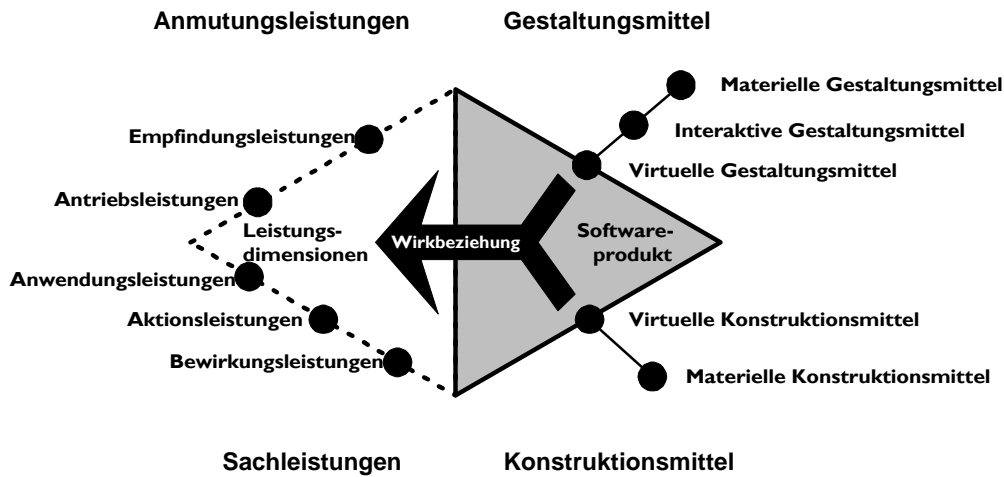 Anmutungsleistungen
Gestaltungsmittel
Materielle Gestaltungsmittel
Interaktive Gestaltungsmittel
Empfindungsleistungen
Virtuelle Gestaltungsmittel
Antriebsleistungen
Leistungs-
dimensionen
Wirkbeziehung
Software-
produkt
Anwendungsleistungen
Aktionsleistungen
Virtuelle Konstruktionsmittel
Bewirkungsleistungen
Materielle Konstruktionsmittel
Sachleistungen
Konstruktionsmittel